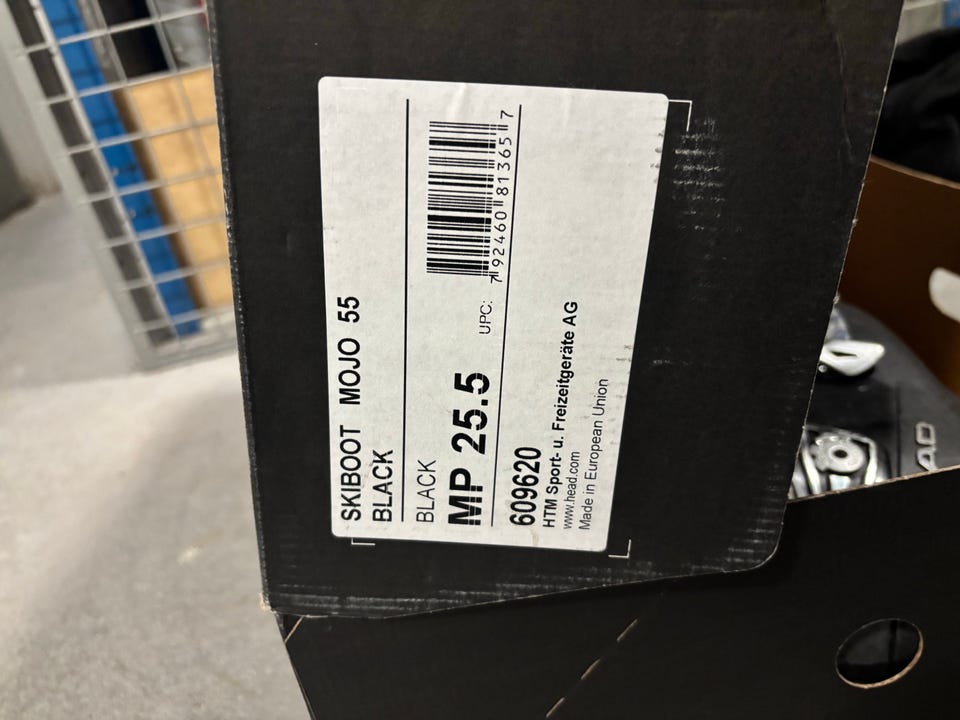 SKIBOOT MOJO 55
BLACK
BLACK
MP 25.5
UPC:
7 92460 81365 7
609620
HTM Sport- u. Freizeitgeräte AG
www.head.com
Made in European Union